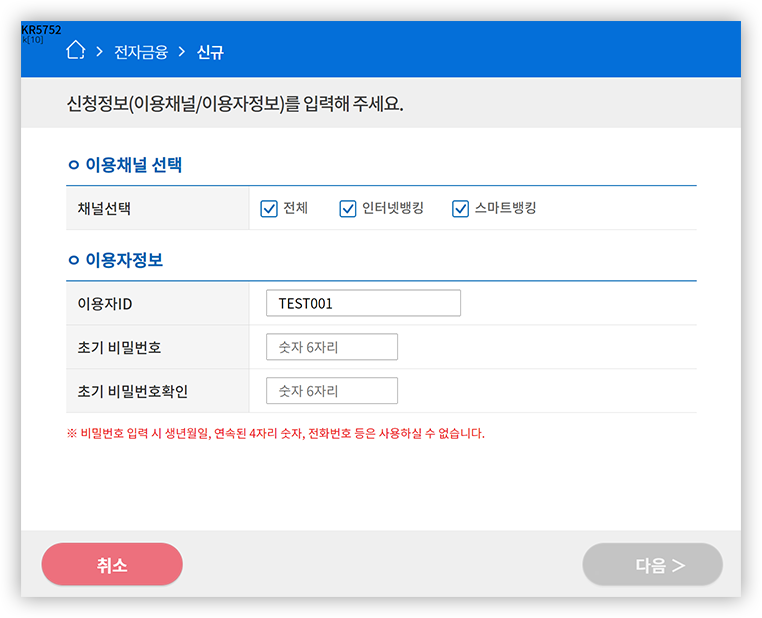 KR5752
k[10]
> 전자금융 > 신규
신청정보(이용채널/이용자정보)를 입력해 주세요.
이용채널 선택
채널선택 전체 인터넷뱅킹 스마트뱅킹
이용자정보
이용자ID TEST001
초기 비밀번호 숫자 6자리
초기 비밀번호확인 숫자 6자리
※ 비밀번호 입력 시 생년월일, 연속된 4자리 숫자, 전화번호 등은 사용하실 수 없습니다.
취소 다음 >